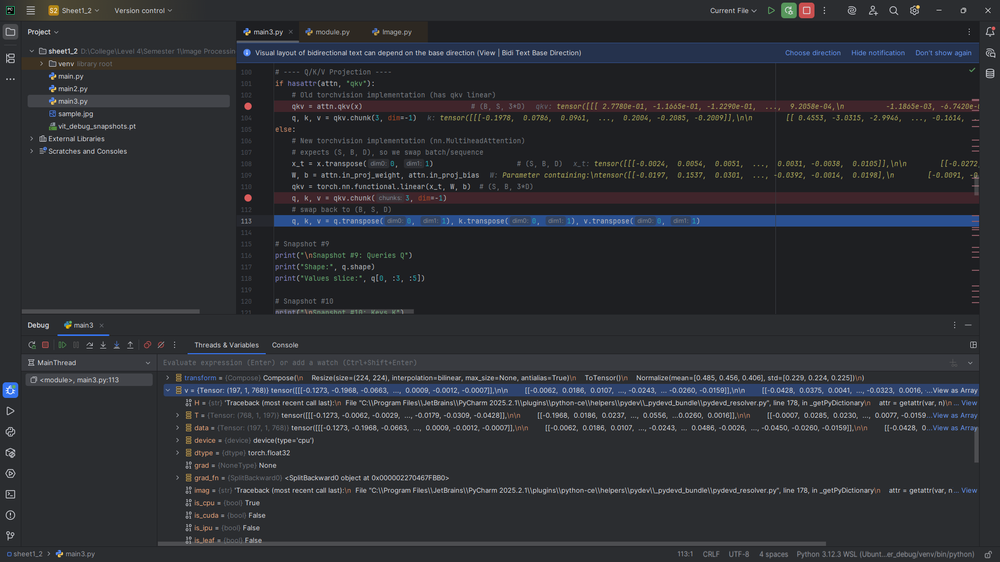 PC
S2 Sheet1_2
Version control
Current File
Project
sheet1_2 D:\College\Level 4\Semester 1\Image Processin
venv library root
main.py
main2.py
main3.py
sample.jpg
vit_debug_snapshots.pt
External Libraries
Scratches and Consoles
main3.py
module.py
Image.py
Visual layout of bidirectional text can depend on the base direction (View | Bidi Text Base Direction)
Choose direction Hide notification Don't show again
100 # ---- Q/K/V Projection ----
101 if hasattr(attn, "qkv"):
102 # Old torchvision implementation (has qkv linear)
qkv = attn.qkv(x) # (B, S, 3*D) qkv: tensor([[[ 2.7780e-01, -1.1665e-01, -1.2290e-01, ..., 9.2058e-04,\n -1.1865e-03, -6.7420e-
104 q, k, v = qkv.chunk(3, dim=-1) k: tensor([[[-0.1978, 0.0786, 0.0961, ..., 0.2004, -0.2085, -0.2009]],\n\n [[ 0.4553, -3.0315, -2.9946, ..., -0.1614,
105 else:
106 # New torchvision implementation (nn.MultiheadAttention)
107 # expects (S, B, D), so we swap batch/sequence
108 x_t = x.transpose( dim0: 0, dim1: 1) # (S, B, D) x_t: tensor([[[-0.0024, 0.0054, 0.0051, ..., 0.0031, -0.0038, 0.0105]],\n\n [[-0.0272,
109 W, b = attn.in_proj_weight, attn.in_proj_bias W: Parameter containing:\ntensor([[-0.0197, 0.1537, 0.0301, ..., -0.0392, -0.0014, 0.0198],\n [-0.0091, -0
110 qkv = torch.nn.functional.linear(x_t, W, b) # (S, B, 3*D)
q, k, v = qkv.chunk( chunks: 3, dim=-1)
112 # swap back to (B, S, D)
113 q, k, v = q.transpose( dim0: 0, dim1: 1), k.transpose( dim0: 0, dim1: 1), v.transpose( dim0: 0, dim1: 1)
114
115 # Snapshot #9
116 print("\nSnapshot #9: Queries Q")
117 print("Shape:", q.shape)
118 print("Values slice:", q[0, :3, :5])
119
120 # Snapshot #10
121 print("\nSnapshot #10: Keys K")
Debug main3
Threads & Variables Console
MainThread
Evaluate expression (Enter) or add a watch (Ctrl+Shift+Enter)
<module>, main3.py:113
transform = {Compose} Compose(\n Resize(size=(224, 224), interpolation=bilinear, max_size=None, antialias=True)\n ToTensor()\n Normalize(mean=[0.485, 0.456, 0.406], std=[0.229, 0.224, 0.225])\n)
v = {Tensor: (197, 1, 768)} tensor([[[-0.1273, -0.1968, -0.0663, ..., 0.0009, -0.0012, -0.0007]],\n\n [[-0.0062, 0.0186, 0.0107, ..., -0.0243, ... -0.0260, -0.0159]],\n\n [[-0.0428, 0.0375, 0.0041, ..., -0.0323, 0.0016, ...View as Array
H = {str} 'Traceback (most recent call last):\n File "C:\\Program Files\\JetBrains\\PyCharm 2025.2.1\\plugins\\python-ce\\helpers\\pydev\\_pydevd_bundle\\pydevd_resolver.py", line 178, in _getPyDictionary\n attr = getattr(var, n)\n ... View
T = {Tensor: (768, 1, 197)} tensor([[[-0.1273, -0.0062, -0.0029, ..., -0.0179, -0.0309, -0.0428]],\n\n [[-0.1968, 0.0186, 0.0237, ..., 0.0556, ...0.0260, 0.0016]],\n\n [[-0.0007, 0.0285, 0.0230, ..., 0.0077, -0.0159...View as Array
data = {Tensor: (197, 1, 768)} tensor([[[-0.1273, -0.1968, -0.0663, ..., 0.0009, -0.0012, -0.0007]],\n\n [[-0.0062, 0.0186, 0.0107, ..., -0.0243, ... 0.0486, -0.0026, ..., -0.0450, -0.0260, -0.0159]],\n\n [[-0.0428, 0...View as Array
device = {device} device(type='cpu')
dtype = {dtype} torch.float32
grad = {NoneType} None
grad_fn = {SplitBackward0} <SplitBackward0 object at 0x000002270467FBB0>
imag = {str} 'Traceback (most recent call last):\n File "C:\\Program Files\\JetBrains\\PyCharm 2025.2.1\\plugins\\python-ce\\helpers\\pydev\\_pydevd_bundle\\pydevd_resolver.py", line 178, in _getPyDictionary\n attr = getattr(var, n ... View
is_cpu = {bool} True
is_cuda = {bool} False
is_ipu = {bool} False
is_leaf = {bool} False
sheet1_2 > main3.py
113:1 CRLF UTF-8 4 spaces Python 3.12.3 WSL (Ubunt...er_debug/venv/bin/python)